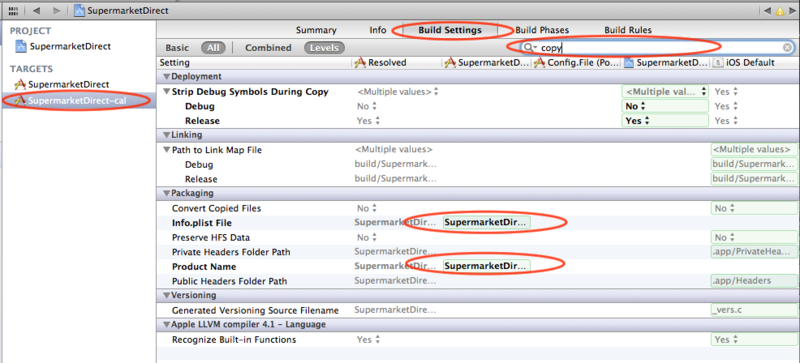 SupermarketDirect
PROJECT
SupermarketDirect
TARGETS
SupermarketDirect
SupermarketDirect-cal
Summary Info Build Settings Build Phases Build Rules
Basic All Combined Levels copy
Setting Resolved SupermarketD... Config.File (Po... SupermarketD... iOS Default
Deployment
Strip Debug Symbols During Copy <Multiple values> <Multiple val... Yes
Debug No No Yes
Release Yes Yes Yes
Linking
Path to Link Map File <Multiple values> <Multiple values>
Debug build/Supermark... build/Supermark...
Release build/Supermark... build/Supermark...
Packaging
Convert Copied Files No No
Info.plist File SupermarketDir... SupermarketDir...
Preserve HFS Data No No
Private Headers Folder Path SupermarketDire... .app/PrivateHea...
Product Name SupermarketDir... SupermarketDir...
Public Headers Folder Path SupermarketDire... .app/Headers
Versioning
Generated Versioning Source Filename SupermarketDire... _vers.c
Apple LLVM compiler 4.1 - Language
Recognize Built-in Functions Yes Yes